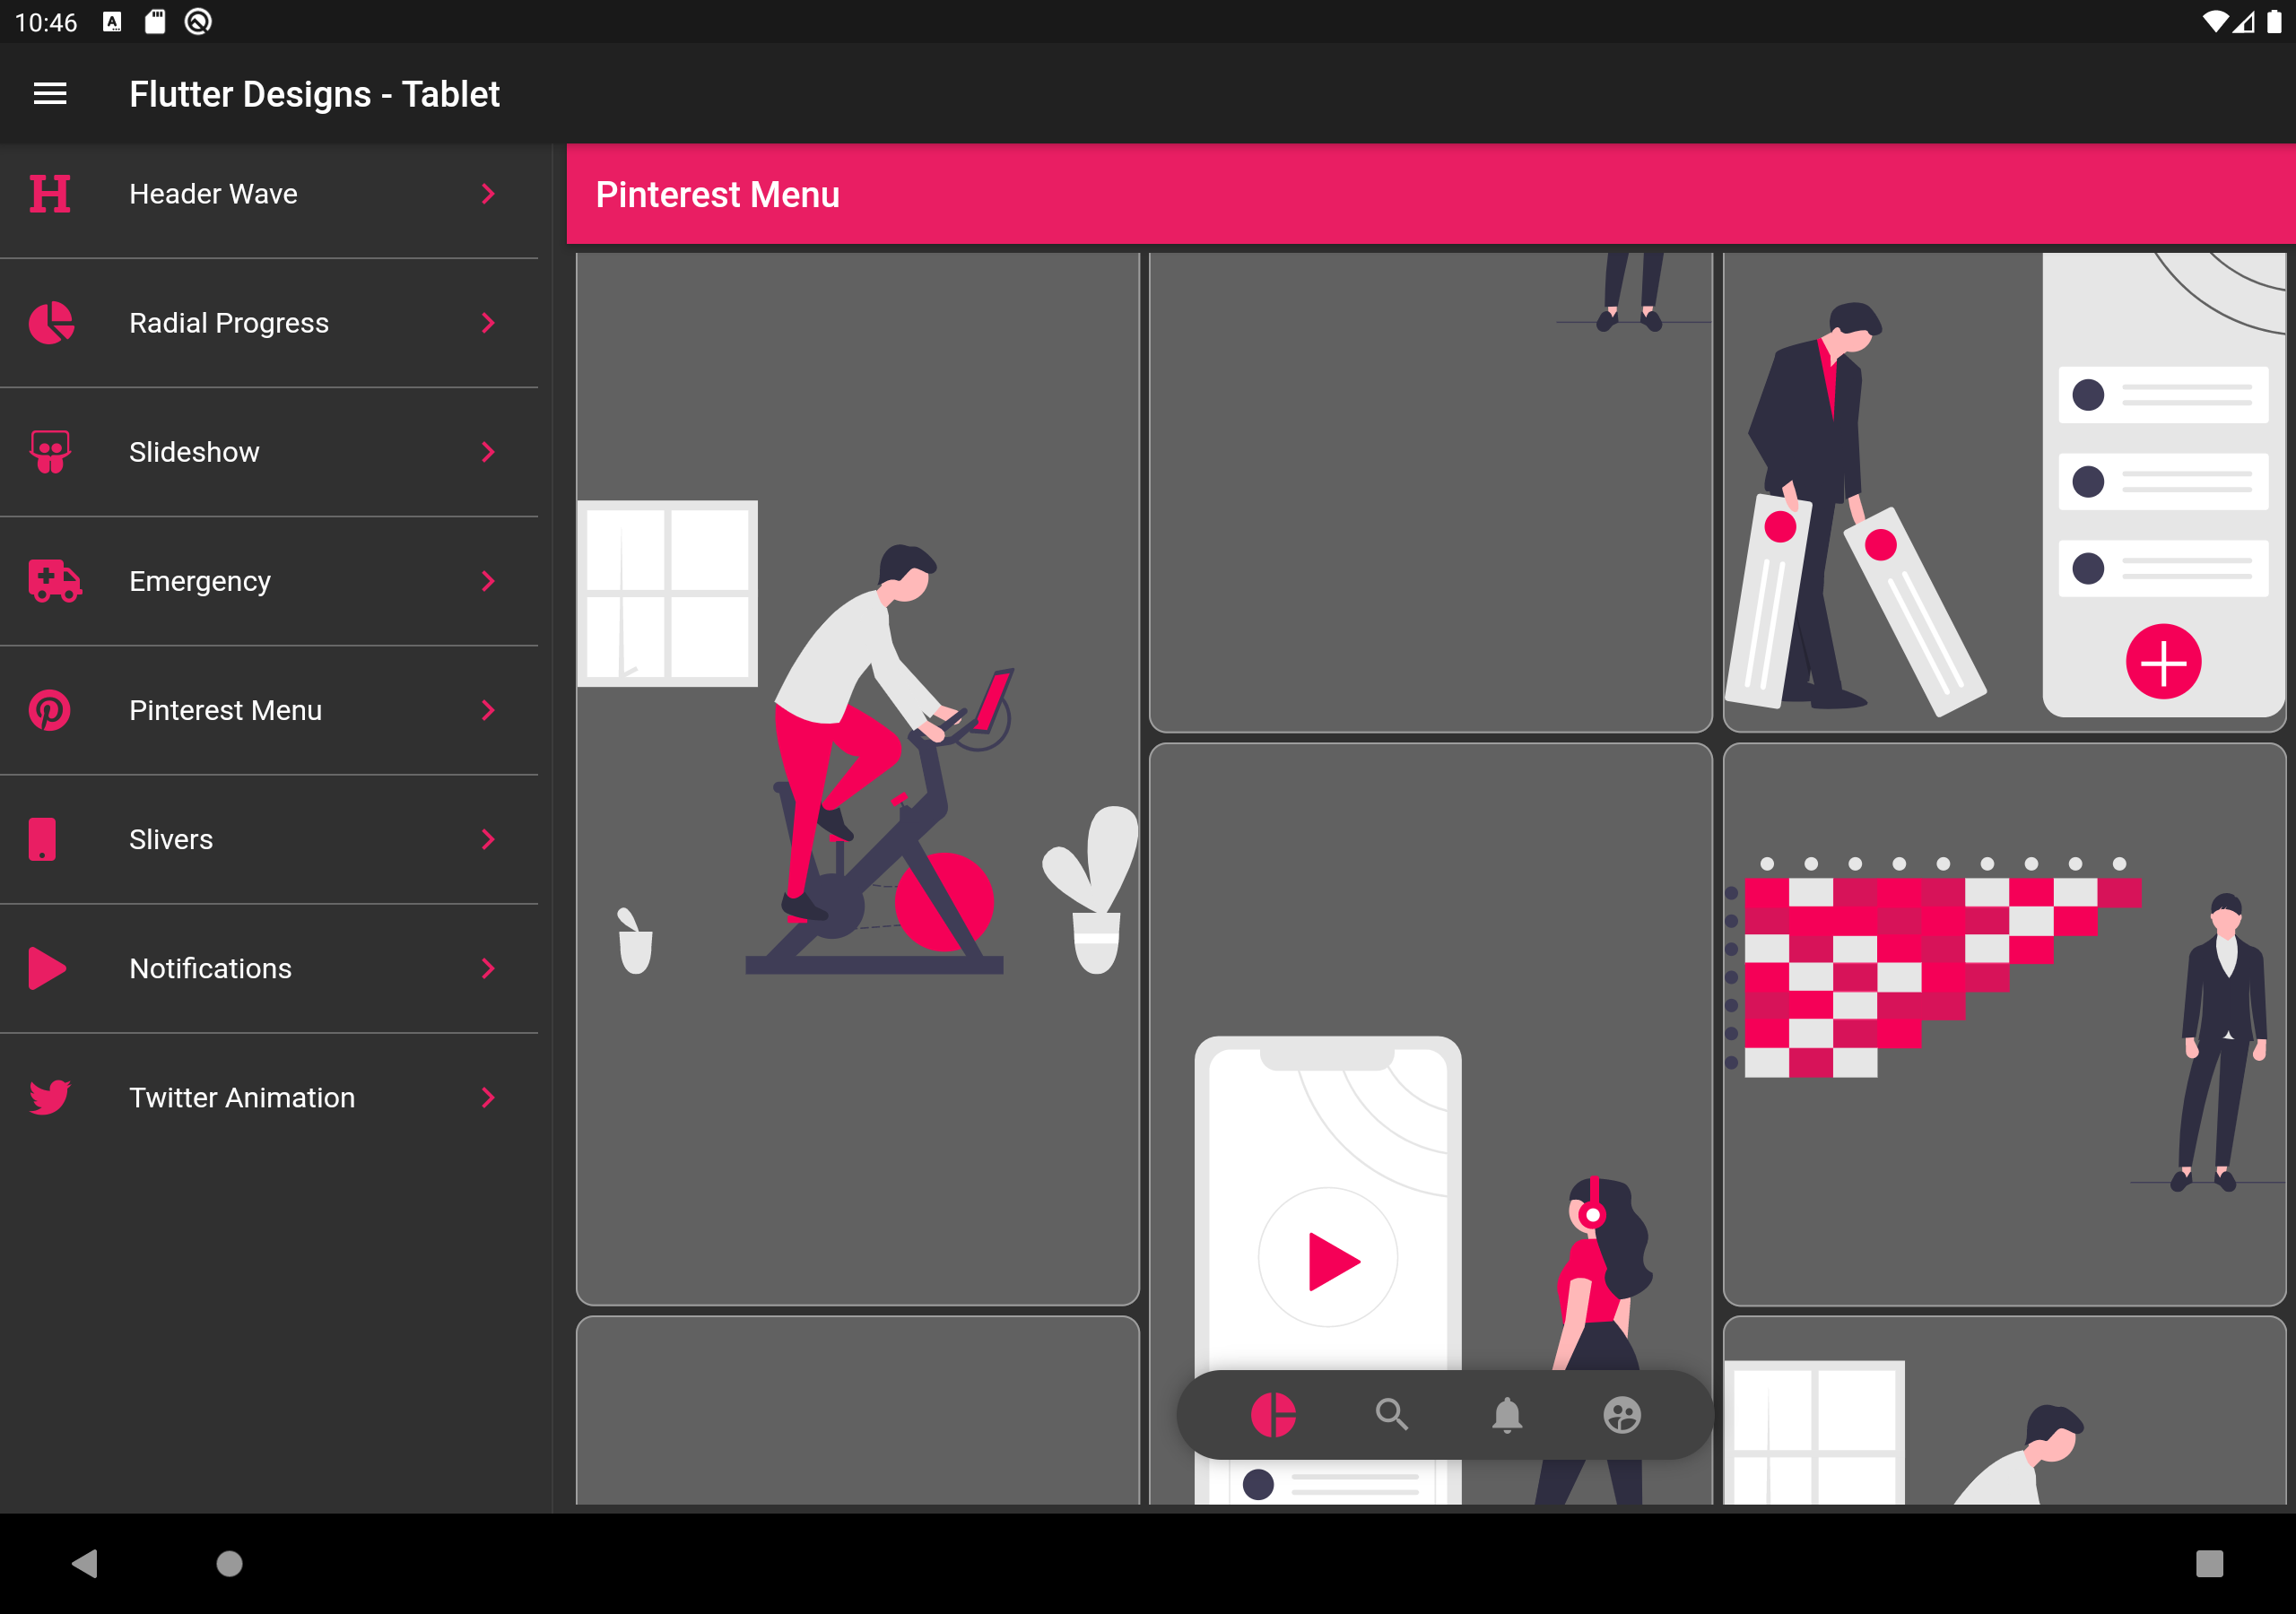 10:46
Flutter Designs - Tablet
Header Wave
Radial Progress
Slideshow
Emergency
Pinterest Menu
Slivers
Notifications
Twitter Animation
Pinterest Menu